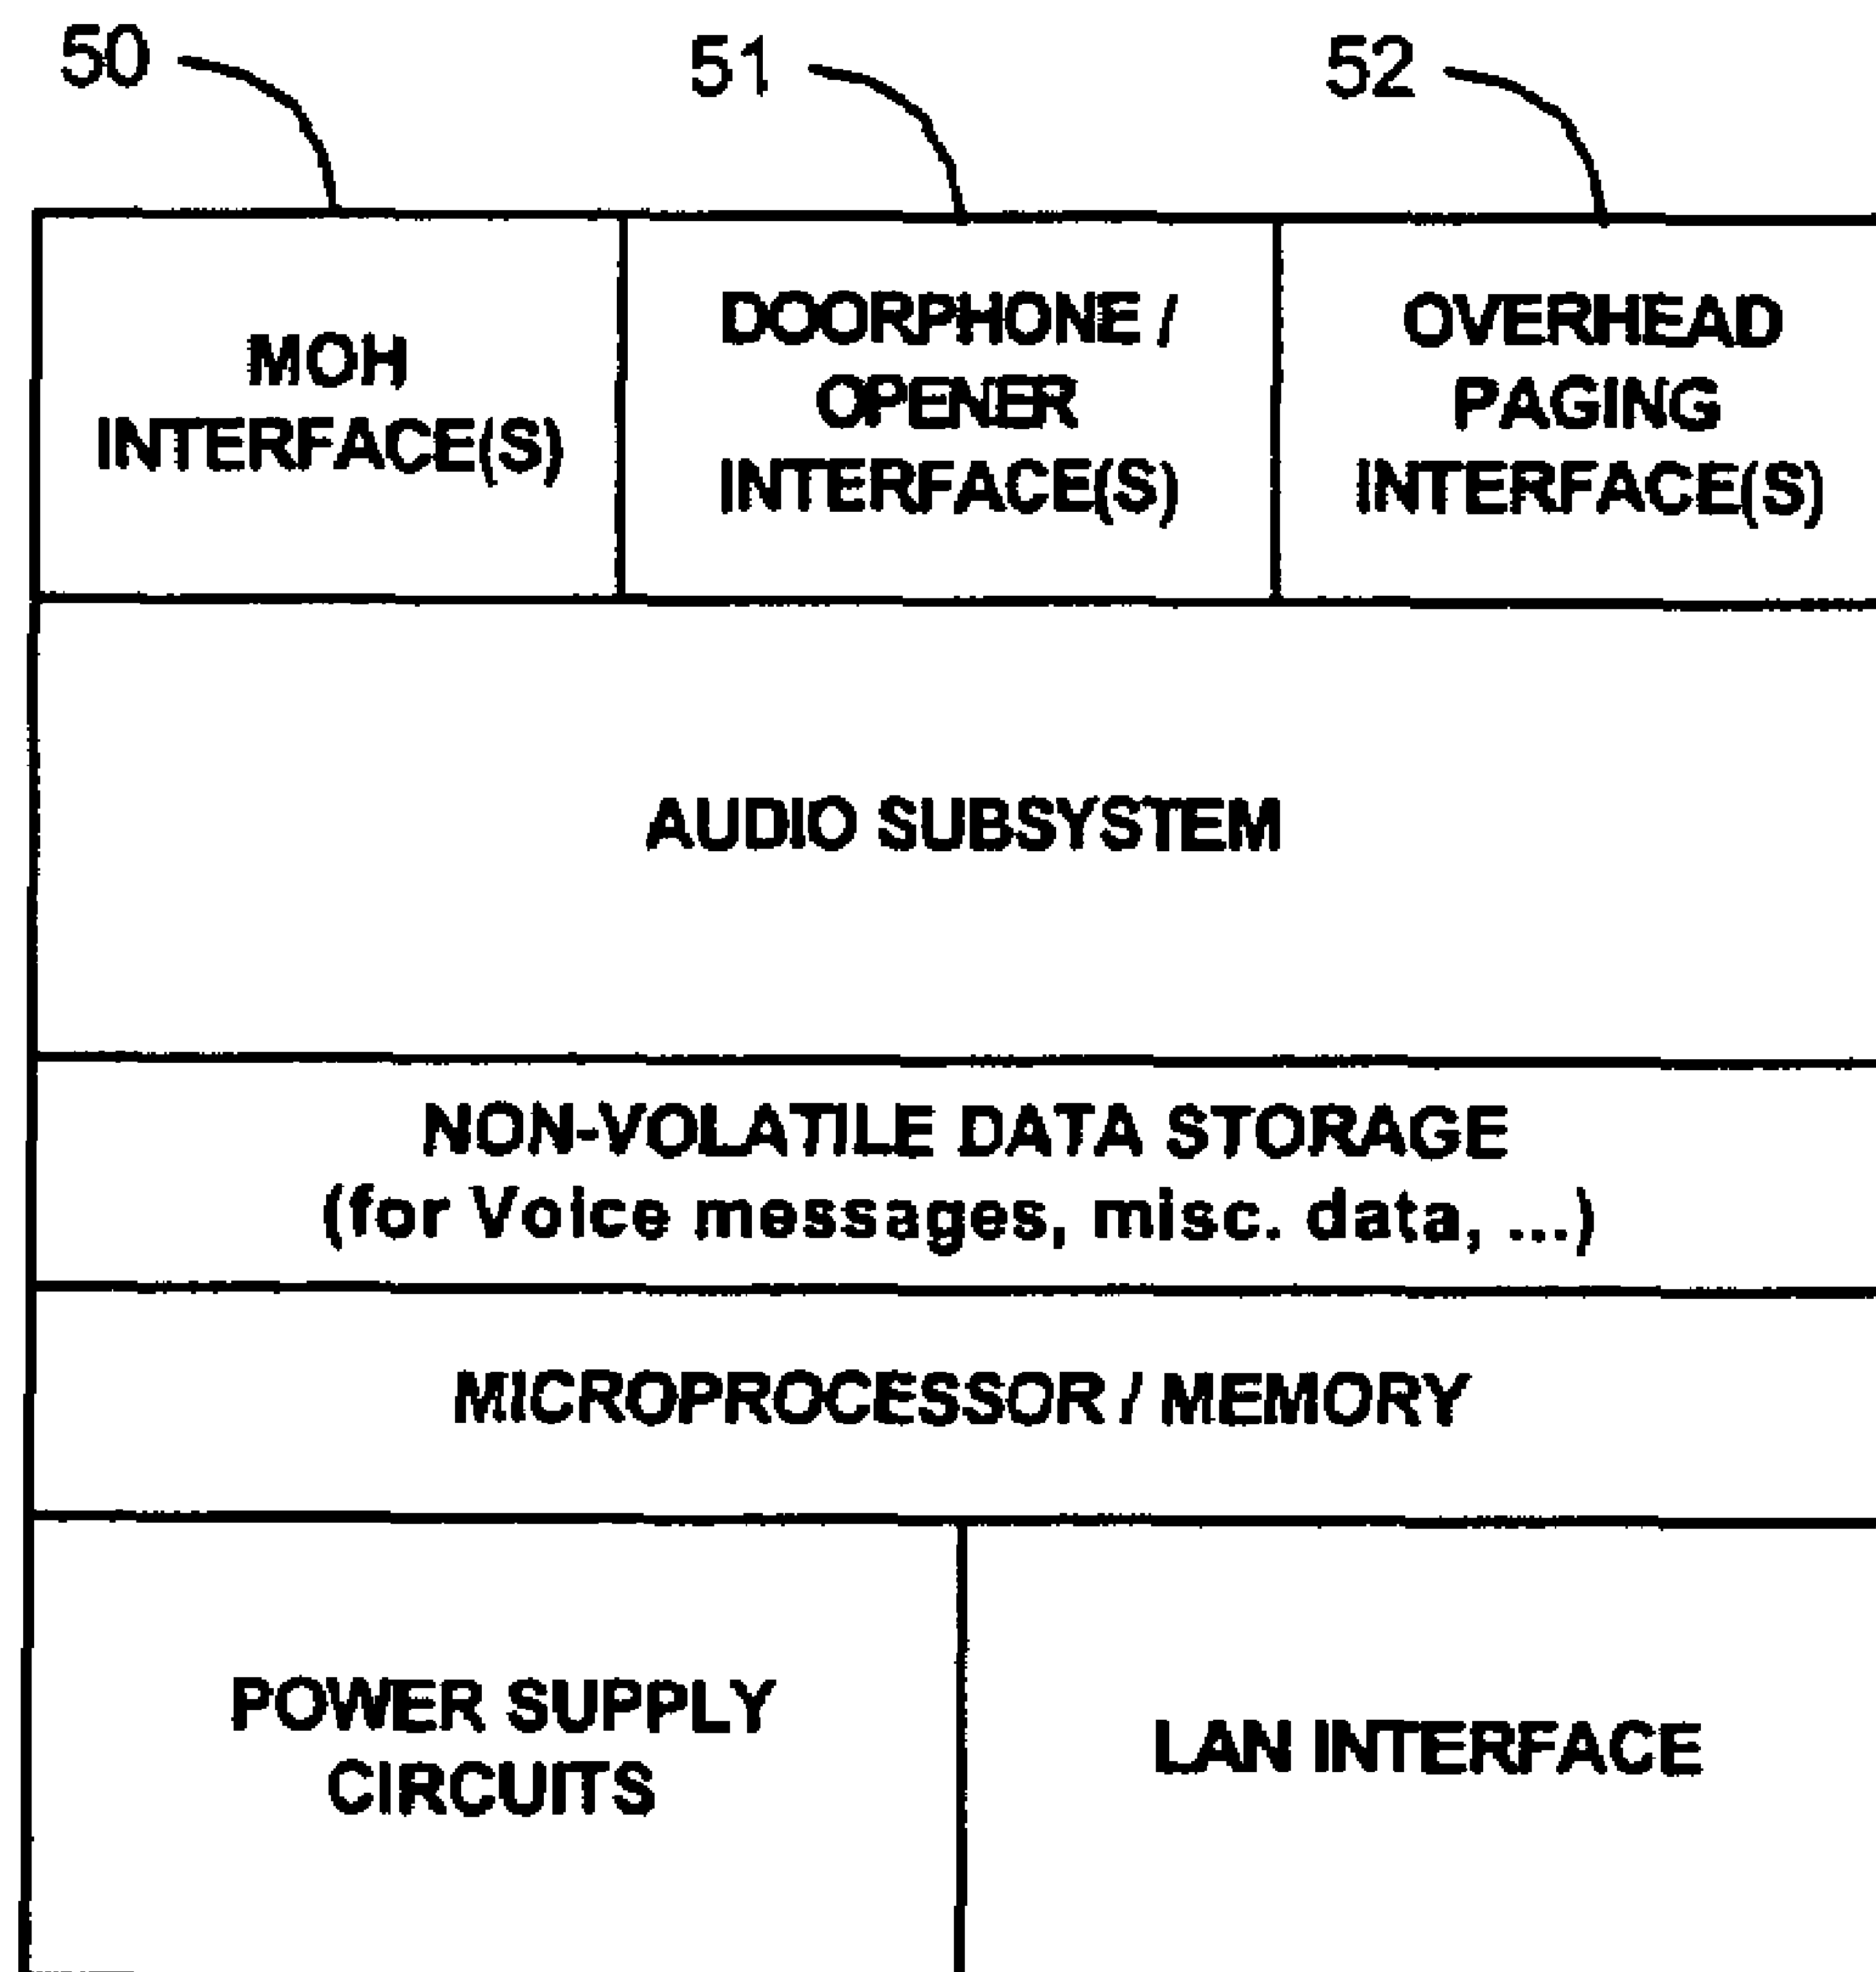 50
51
52
MOH
INTERFACE(S)
DOORPHONE /
OPENER
INTERFACE(S)
OVERHEAD
PAGING
INTERFACE(S)
AUDIO SUBSYSTEM
NON-VOLATILE DATA STORAGE
(for Voice messages, misc. data, ...)
MICROPROCESSOR / MEMORY
POWER SUPPLY
CIRCUITS
LAN INTERFACE